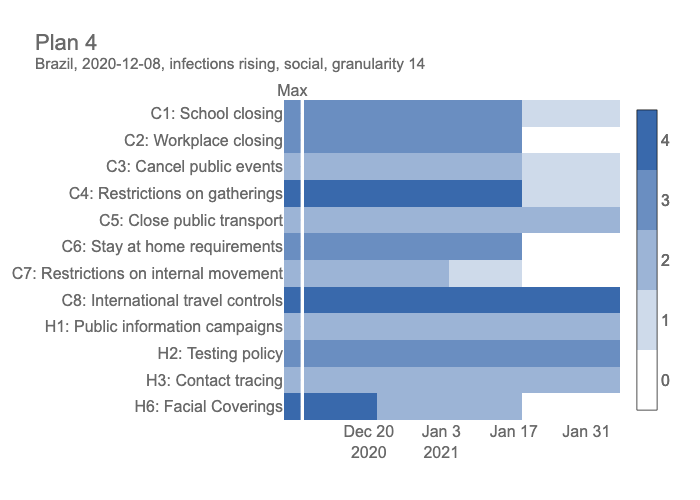 Plan 4
Brazil, 2020-12-08, infections rising, social, granularity 14
Max
C1: School closing
C2: Workplace closing
C3: Cancel public events
C4: Restrictions on gatherings
C5: Close public transport
C6: Stay at home requirements
C7: Restrictions on internal movement
C8: International travel controls
H1: Public information campaigns
H2: Testing policy
H3: Contact tracing
H6: Facial Coverings
Dec 20 Jan 3 Jan 17 Jan 31
2020 2021
4
3
2
1
0